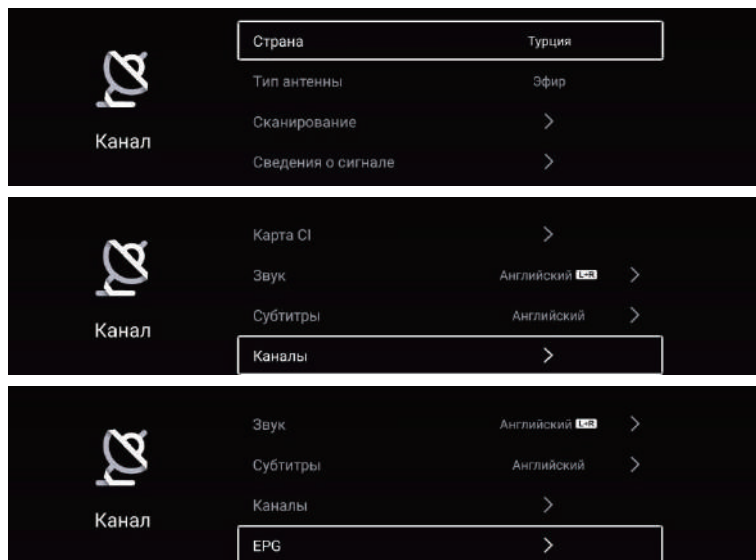 Страна Турция
Тип антенны Эфир
Сканирование
Сведения о сигнале
Канал
Карта CI
Звук Английский L+R
Субтитры Английский
Каналы
Канал
Звук Английский L+R
Субтитры Английский
Каналы
EPG
Канал